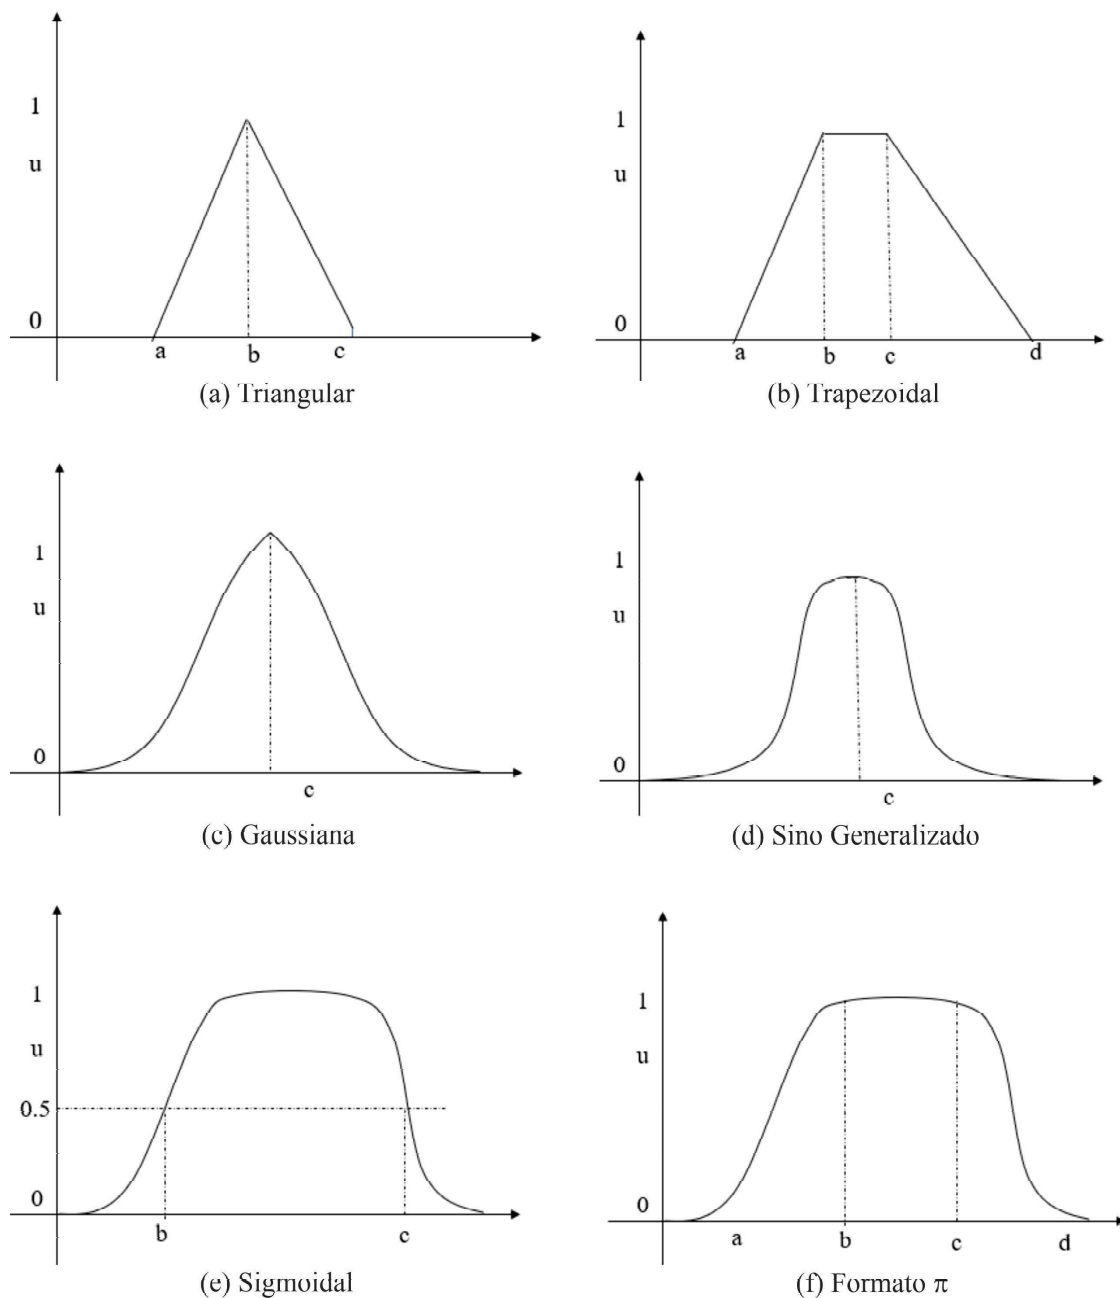 1
u
0
a b c
(a) Triangular
1
u
0
a b c d
(b) Trapezoidal
1
u
0
c
(c) Gaussiana
1
u
0
c
(d) Sino Generalizado
1
u
0.5
0
b c
(e) Sigmoidal
1
u
0
a b c d
(f) Formato π